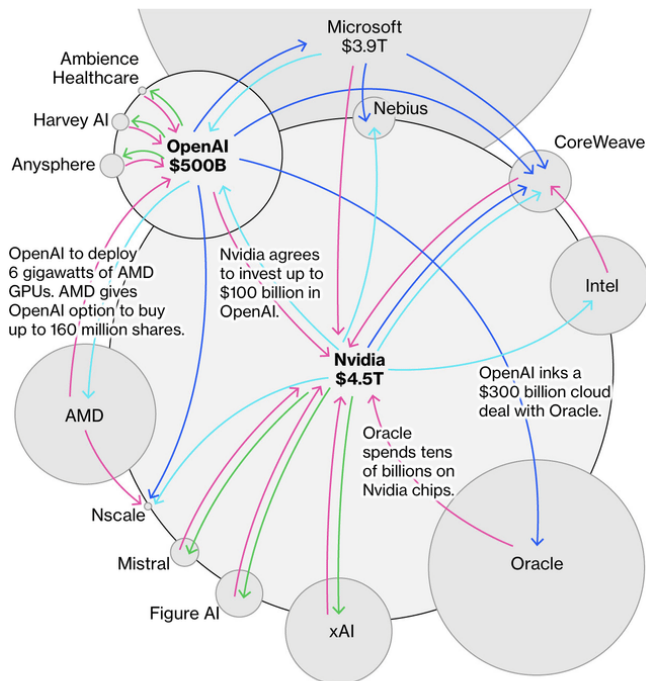 Microsoft
$3.9T
Ambience
Healthcare
Harvey AI
Anysphere
OpenAI
$500B
Nebius
CoreWeave
OpenAI to deploy
6 gigawatts of AMD
GPUs. AMD gives
OpenAI option to buy
up to 160 million shares.
Nvidia agrees
to invest up to
$100 billion in
OpenAI.
Intel
Nvidia
$4.5T
OpenAI inks a
$300 billion cloud
deal with Oracle.
AMD
Oracle
spends tens
of billions on
Nvidia chips.
Nscale
Mistral
Figure AI
xAI
Oracle